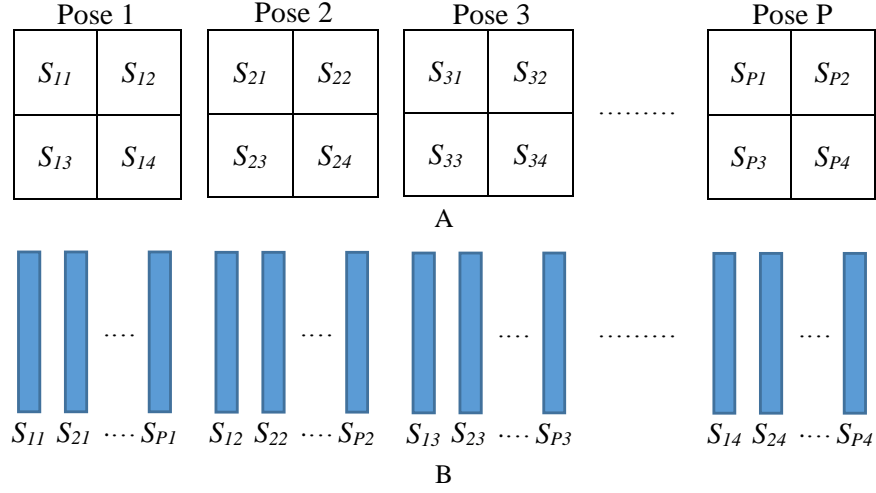 Pose 1 Pose 2 Pose 3 Pose P
S11 S12 S21 S22 S31 S32 SP1 SP2
.........
S13 S14 S23 S24 S33 S34 SP3 SP4
A
.... .... .... ......... ....
S11 S21 .... SP1 S12 S22 .... SP2 S13 S23 .... SP3 S14 S24 .... SP4
B